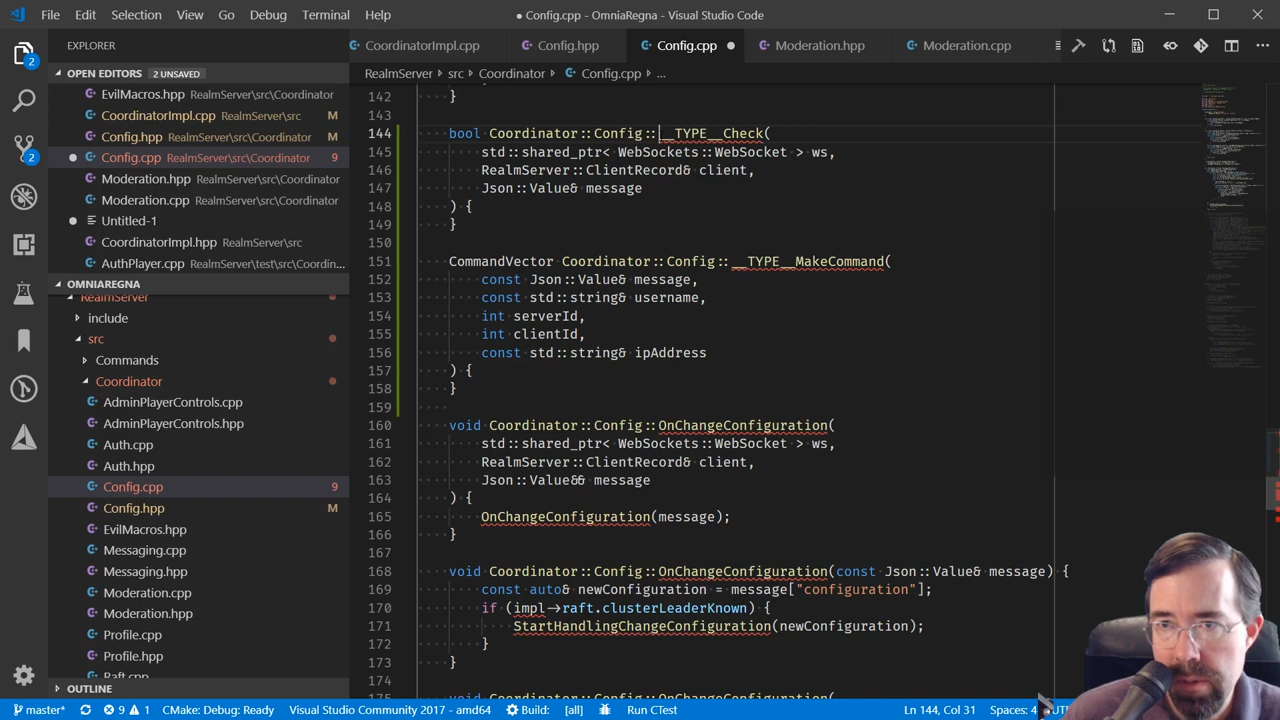 File Edit Selection View Go Debug Terminal Help
● Config.cpp - OmniaRegna - Visual Studio Code
EXPLORER
OPEN EDITORS 2 UNSAVED
EvilMacros.hpp RealmServer\src\Coordinator
CoordinatorImpl.cpp RealmServer\src
Config.hpp RealmServer\src\Coordinator
Config.cpp RealmServer\src\Coordinator 9
Moderation.hpp RealmServer\src\Coordinator
Moderation.cpp RealmServer\src\Coordinator
Untitled-1
CoordinatorImpl.hpp RealmServer\src
AuthPlayer.cpp RealmServer\test\src\Coordin...
OMNIAREGNA
RealmServer
include
src
Commands
Coordinator
AdminPlayerControls.cpp
AdminPlayerControls.hpp
Auth.cpp
Auth.hpp
Config.cpp 9
Config.hpp M
EvilMacros.hpp
Messaging.cpp
Messaging.hpp
Moderation.cpp
Moderation.hpp
Profile.cpp
Profile.hpp
Raft.cpp
OUTLINE
2
2
CoordinatorImpl.cpp Config.hpp Config.cpp Moderation.hpp Moderation.cpp
RealmServer > src > Coordinator > Config.cpp > ...
142 }
143
144 bool Coordinator::Config::__TYPE__Check(
145 std::shared_ptr< WebSockets::WebSocket > ws,
146 RealmServer::ClientRecord& client,
147 Json::Value& message
148 ) {
149 }
150
151 CommandVector Coordinator::Config::__TYPE__MakeCommand(
152 const Json::Value& message,
153 const std::string& username,
154 int serverId,
155 int clientId,
156 const std::string& ipAddress
157 ) {
158 }
159
160 void Coordinator::Config::OnChangeConfiguration(
161 std::shared_ptr< WebSockets::WebSocket > ws,
162 RealmServer::ClientRecord& client,
163 Json::Value&& message
164 ) {
165 OnChangeConfiguration(message);
166 }
167
168 void Coordinator::Config::OnChangeConfiguration(const Json::Value& message) {
169 const auto& newConfiguration = message["configuration"];
170 if (impl->raft.clusterLeaderKnown) {
171 StartHandlingChangeConfiguration(newConfiguration);
172 }
173 }
174
175 void Coordinator::Config::OnChangeConfiguration(
master* 9 1 CMake: Debug: Ready Visual Studio Community 2017 - amd64 Build: [all] Run CTest Ln 144, Col 31 Spaces: 4